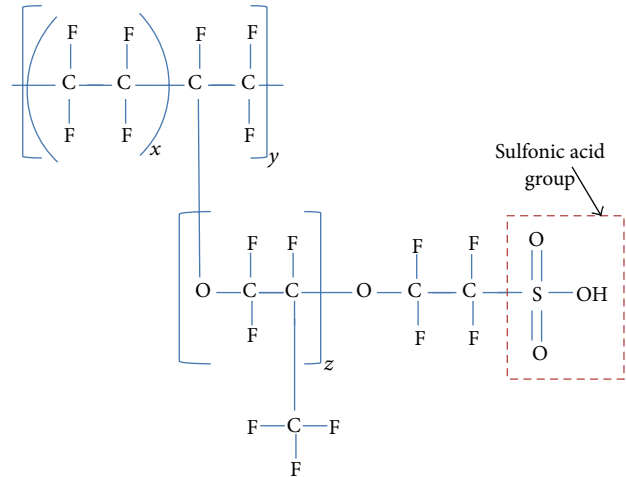 F F F F
C C C C
F F F
x y
Sulfonic acid
group
F F F F O
O C C O C C S OH
F F F O
z
F C F
F